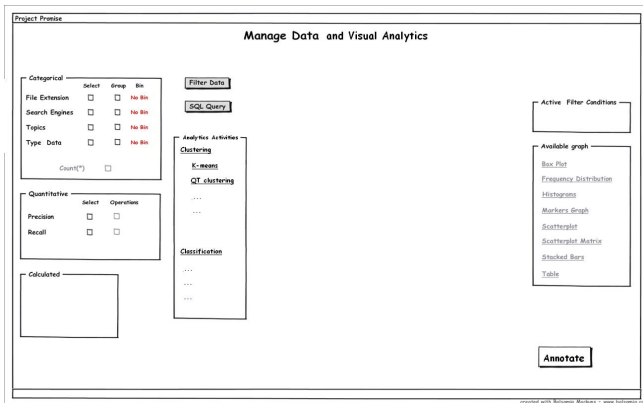 Project Promise
Manage Data and Visual Analytics
Categorical
Select Group Bin
File Extension No Bin
Search Engines No Bin
Topics No Bin
Type Data No Bin
Count(*)
Quantitative
Select Operations
Precision
Recall
Calculated
Filter Data
SQL Query
Analytics Activities
Clustering
K-means
QT clustering
...
...
Classification
...
...
...
Active Filter Conditions
Available graph
Box Plot
Frequency Distribution
Histograms
Markers Graph
Scatterplot
Scatterplot Matrix
Stacked Bars
Table
Annotate
created with Balsamiq Mockups - www.balsamiq.co